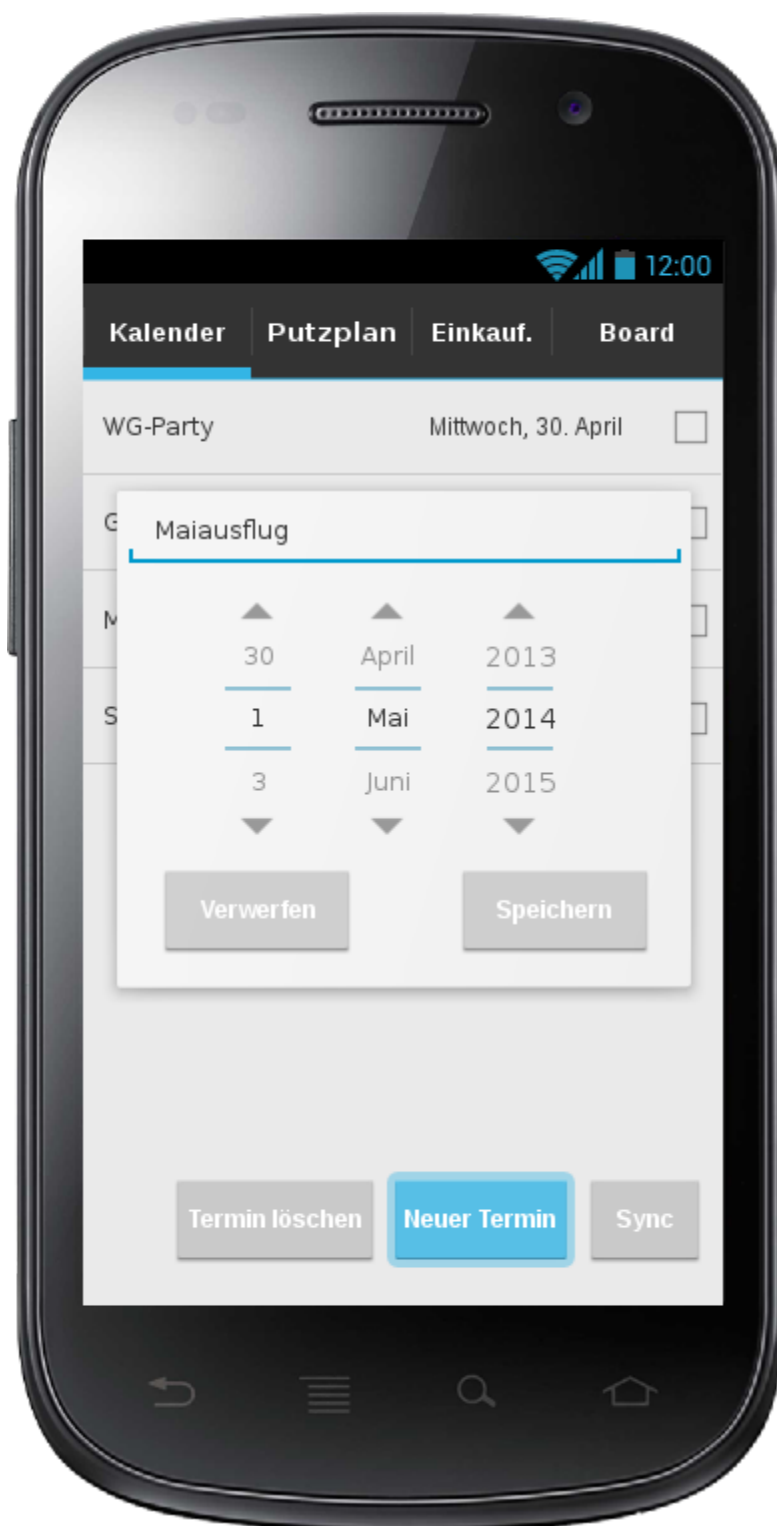 12:00
Kalender Putzplan Einkauf. Board
WG-Party Mittwoch, 30. April
G
Maiausflug
M
30 April 2013
S
1 Mai 2014
3 Juni 2015
Verwerfen Speichern
Termin löschen Neuer Termin Sync